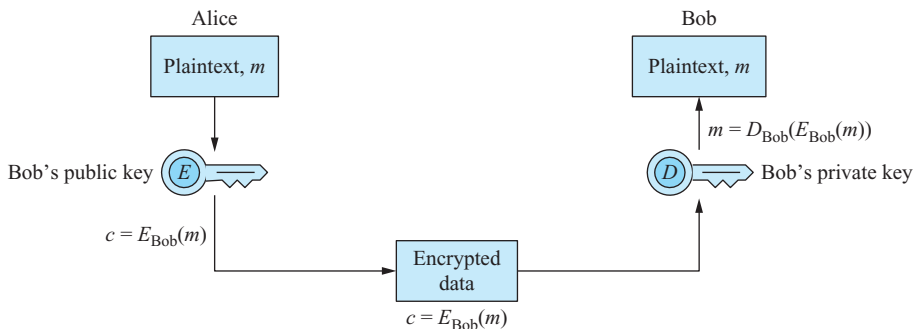 Alice
Bob
Plaintext, m
Plaintext, m
m = D_Bob(E_Bob(m))
Bob’s public key
E
D
Bob’s private key
c = E_Bob(m)
Encrypted
data
c = E_Bob(m)